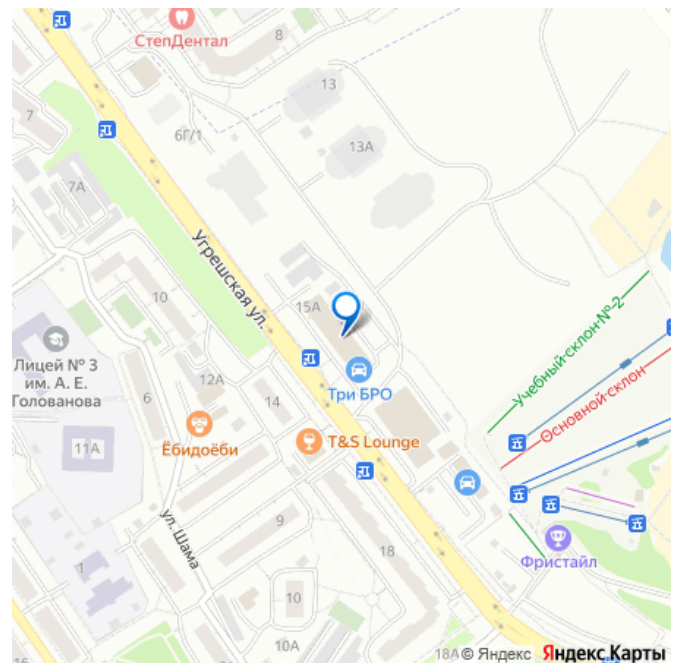 СтепДентал
8
13
7
6Г/1
13А
7А
Угрешская ул.
10
15А
Учебный склон № 2
Лицей № 3
им. А. Е.
Голованова
12А
6
14
Три БРО
Основной склон
11А
Ёбидоёби
T&S Lounge
ул. Шама
9
18
Фристайл
1
10
10А
18А
© Яндекс Яндекс Карты